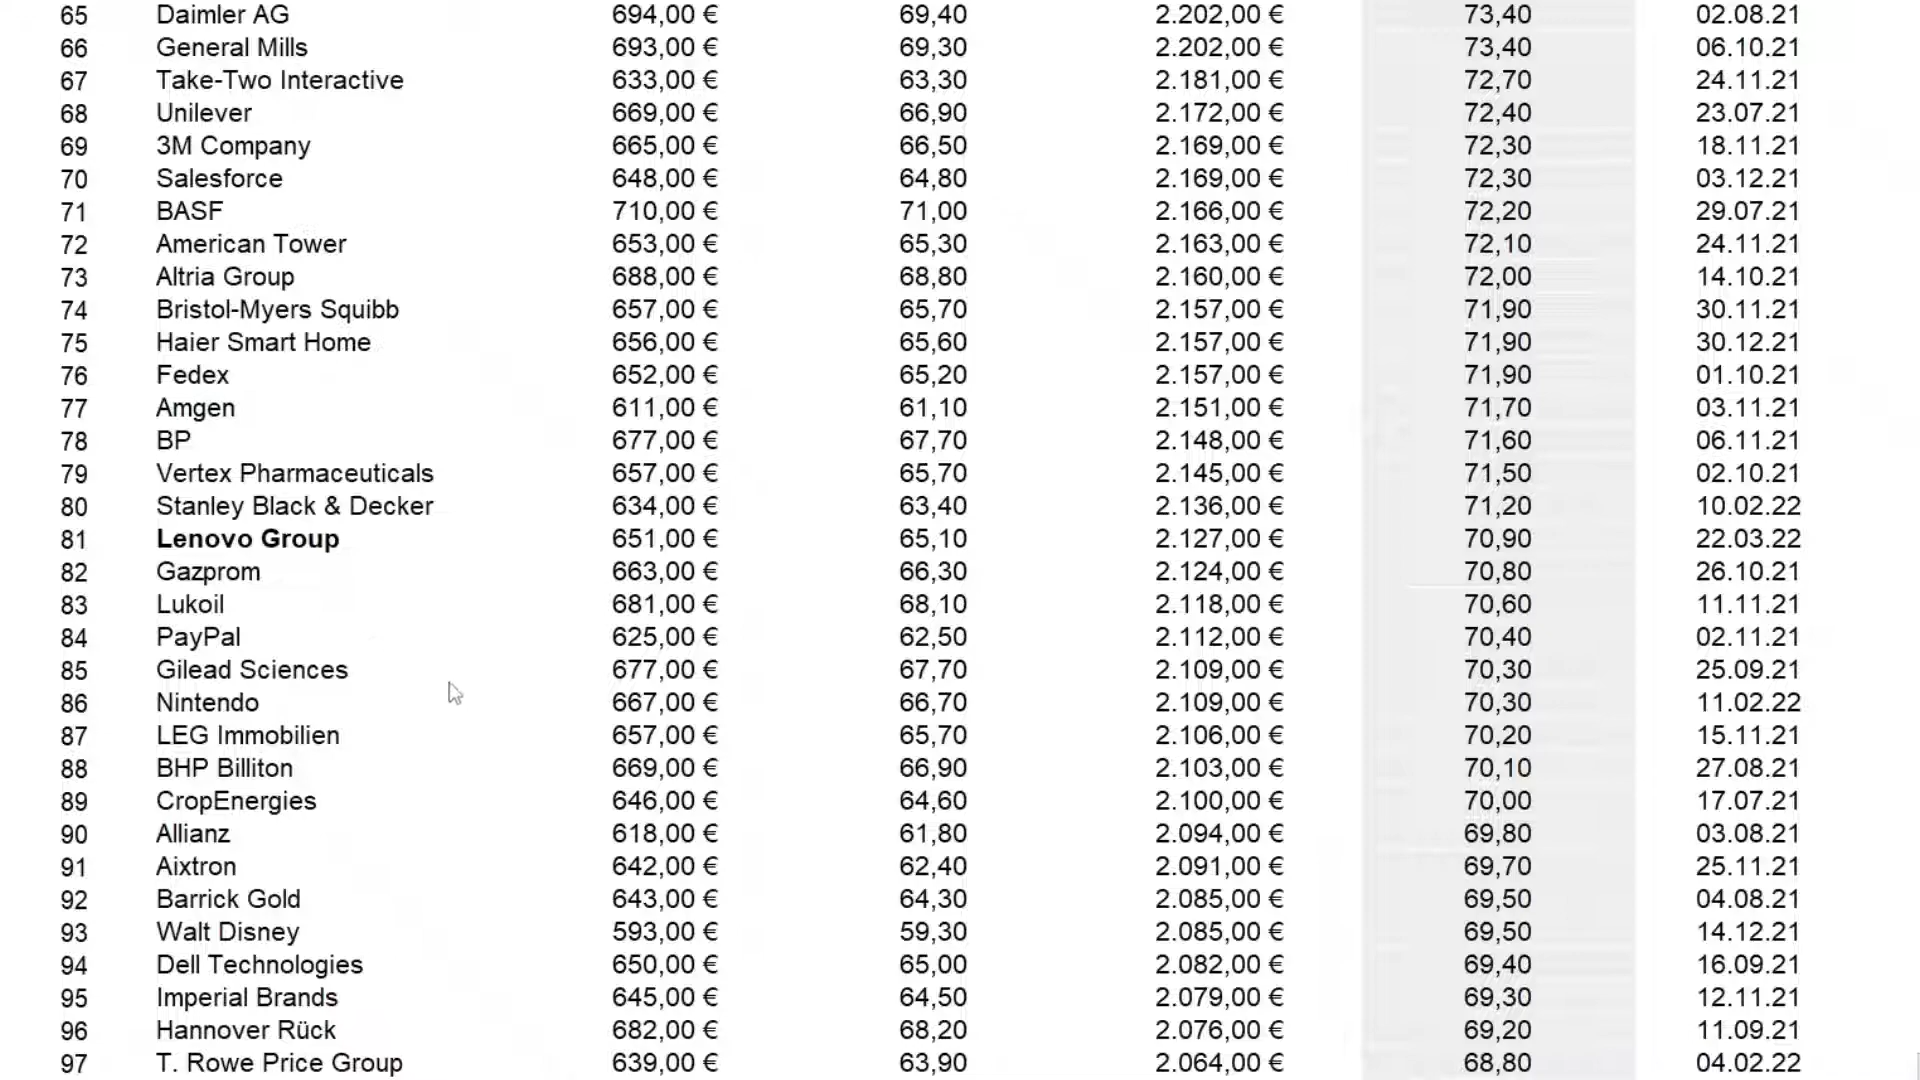 65 Daimler AG 694,00 € 69,40 2.202,00 € 73,40 02.08.21
66 General Mills 693,00 € 69,30 2.202,00 € 73,40 06.10.21
67 Take-Two Interactive 633,00 € 63,30 2.181,00 € 72,70 24.11.21
68 Unilever 669,00 € 66,90 2.172,00 € 72,40 23.07.21
69 3M Company 665,00 € 66,50 2.169,00 € 72,30 18.11.21
70 Salesforce 648,00 € 64,80 2.169,00 € 72,30 03.12.21
71 BASF 710,00 € 71,00 2.166,00 € 72,20 29.07.21
72 American Tower 653,00 € 65,30 2.163,00 € 72,10 24.11.21
73 Altria Group 688,00 € 68,80 2.160,00 € 72,00 14.10.21
74 Bristol-Myers Squibb 657,00 € 65,70 2.157,00 € 71,90 30.11.21
75 Haier Smart Home 656,00 € 65,60 2.157,00 € 71,90 30.12.21
76 Fedex 652,00 € 65,20 2.157,00 € 71,90 01.10.21
77 Amgen 611,00 € 61,10 2.151,00 € 71,70 03.11.21
78 BP 677,00 € 67,70 2.148,00 € 71,60 06.11.21
79 Vertex Pharmaceuticals 657,00 € 65,70 2.145,00 € 71,50 02.10.21
80 Stanley Black & Decker 634,00 € 63,40 2.136,00 € 71,20 10.02.22
81 Lenovo Group 651,00 € 65,10 2.127,00 € 70,90 22.03.22
82 Gazprom 663,00 € 66,30 2.124,00 € 70,80 26.10.21
83 Lukoil 681,00 € 68,10 2.118,00 € 70,60 11.11.21
84 PayPal 625,00 € 62,50 2.112,00 € 70,40 02.11.21
85 Gilead Sciences 677,00 € 67,70 2.109,00 € 70,30 25.09.21
86 Nintendo 667,00 € 66,70 2.109,00 € 70,30 11.02.22
87 LEG Immobilien 657,00 € 65,70 2.106,00 € 70,20 15.11.21
88 BHP Billiton 669,00 € 66,90 2.103,00 € 70,10 27.08.21
89 CropEnergies 646,00 € 64,60 2.100,00 € 70,00 17.07.21
90 Allianz 618,00 € 61,80 2.094,00 € 69,80 03.08.21
91 Aixtron 642,00 € 62,40 2.091,00 € 69,70 25.11.21
92 Barrick Gold 643,00 € 64,30 2.085,00 € 69,50 04.08.21
93 Walt Disney 593,00 € 59,30 2.085,00 € 69,50 14.12.21
94 Dell Technologies 650,00 € 65,00 2.082,00 € 69,40 16.09.21
95 Imperial Brands 645,00 € 64,50 2.079,00 € 69,30 12.11.21
96 Hannover Rück 682,00 € 68,20 2.076,00 € 69,20 11.09.21
97 T. Rowe Price Group 639,00 € 63,90 2.064,00 € 68,80 04.02.22